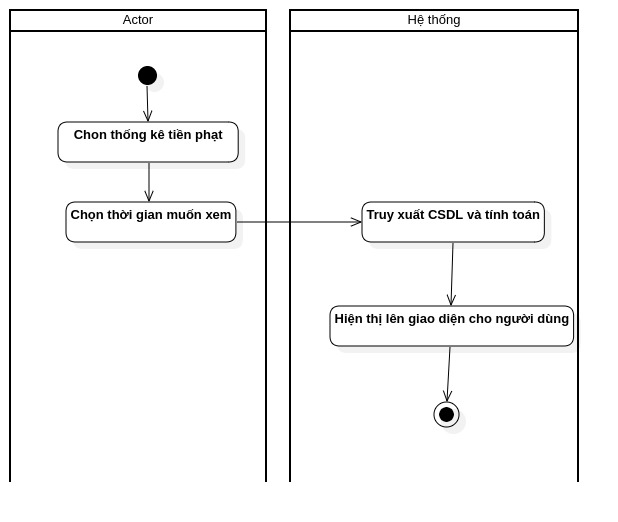 Actor
Hệ thống
Chon thống kê tiền phạt
Chọn thời gian muốn xem
Truy xuất CSDL và tính toán
Hiện thị lên giao diện cho người dùng